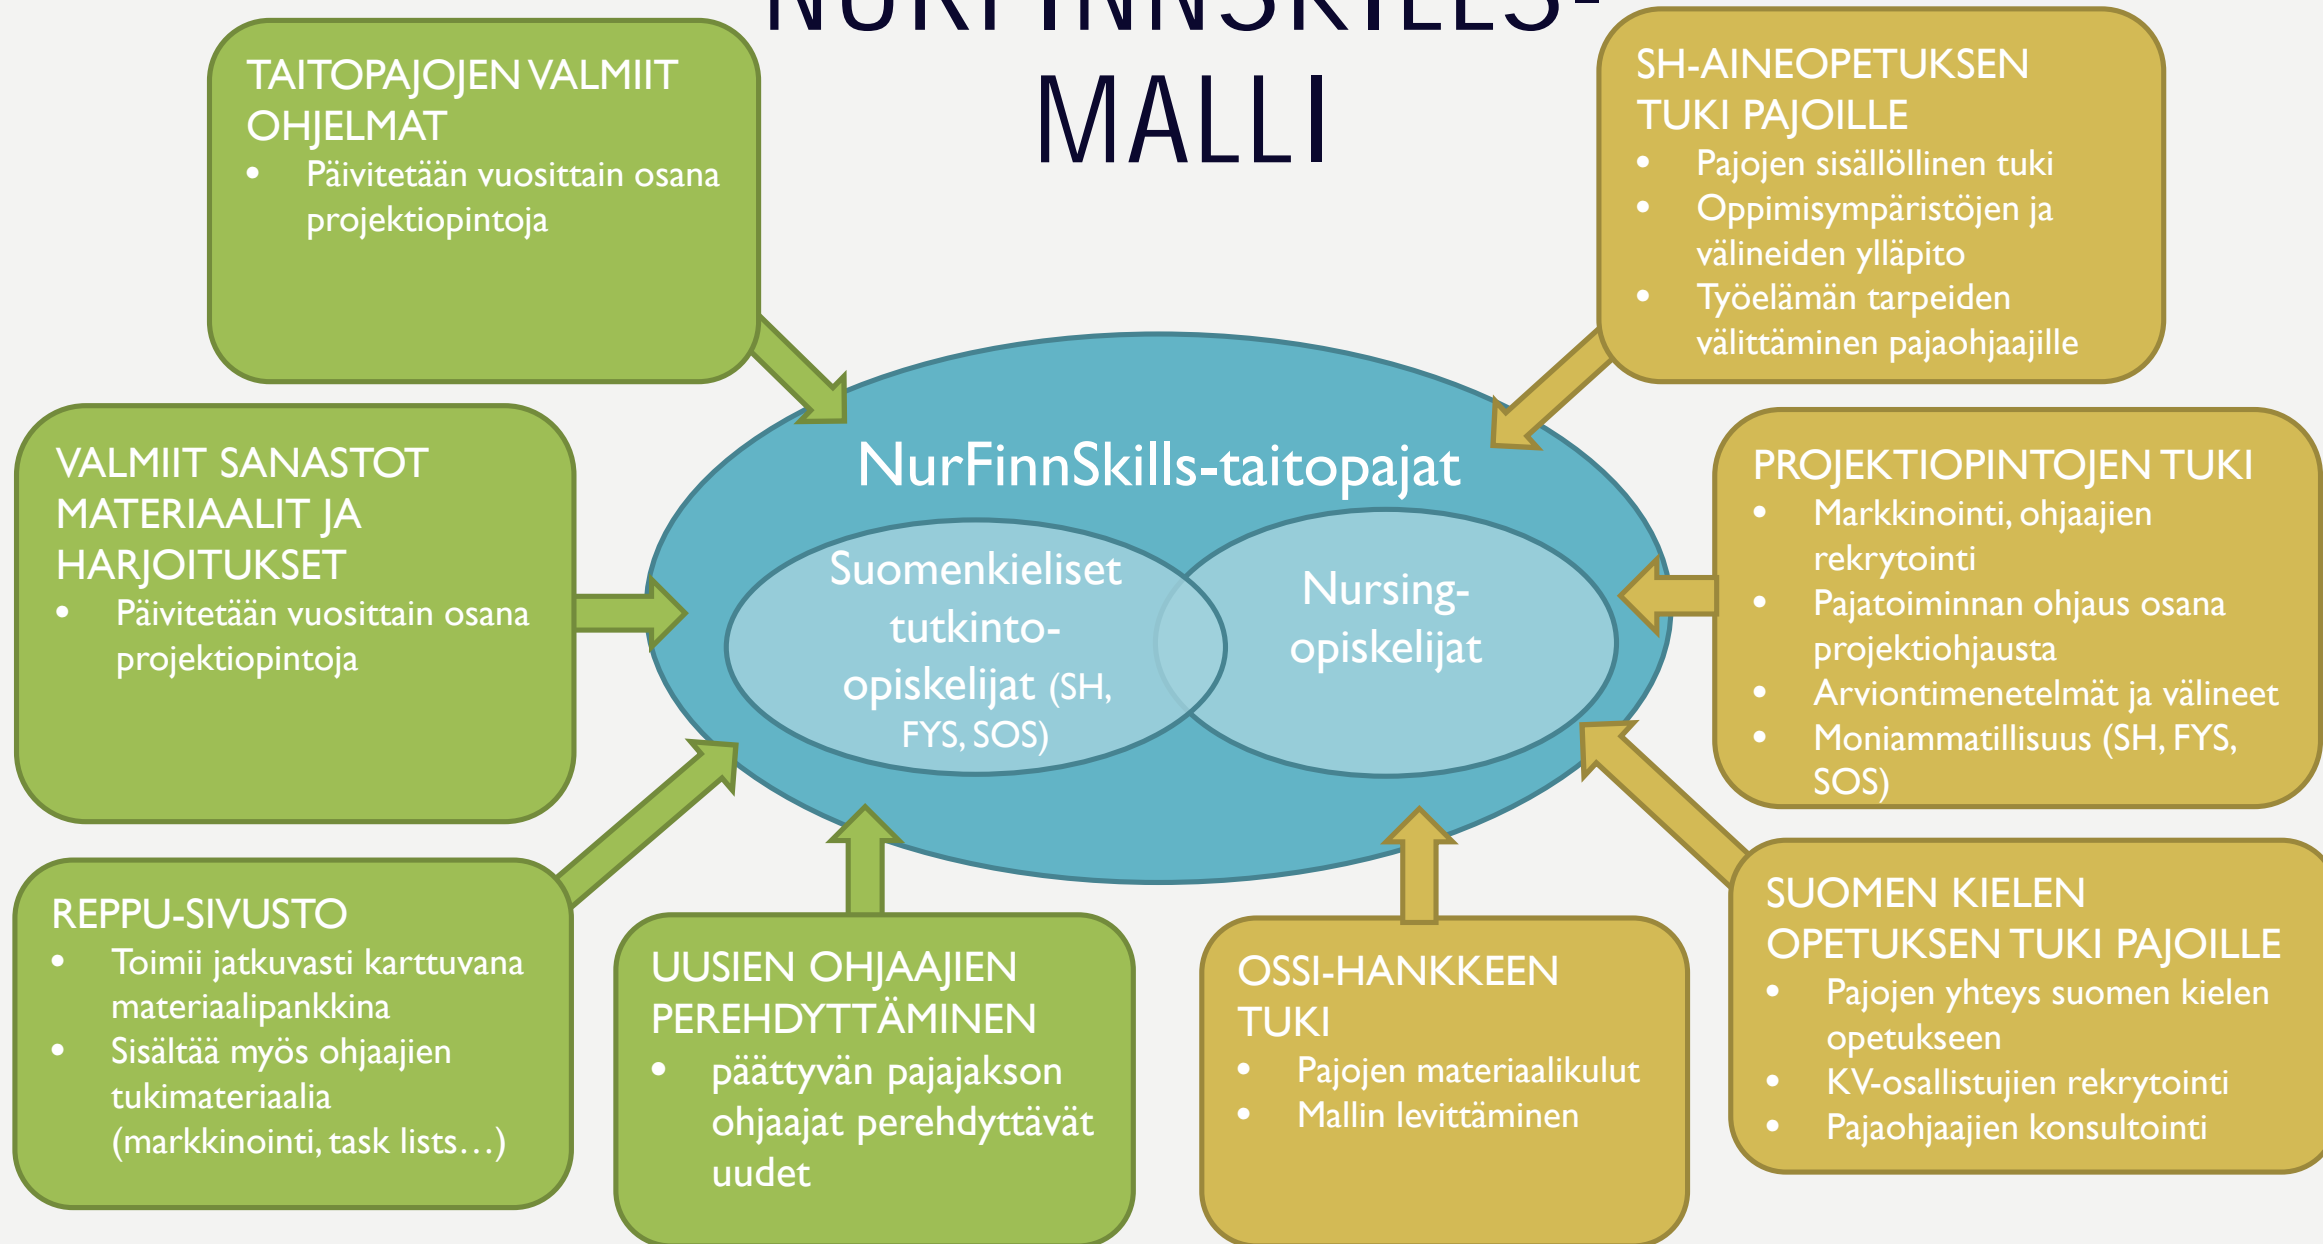 NURFINNSKILLS-
MALLI
TAITOPAJOJEN VALMIIT
OHJELMAT
• Päivitetään vuosittain osana
projektiopintoja
VALMIIT SANASTOT
MATERIAALIT JA
HARJOITUKSET
• Päivitetään vuosittain osana
projektiopintoja
REPPU-SIVUSTO
• Toimii jatkuvasti karttuvana
materiaalipankkina
• Sisältää myös ohjaajien
tukimateriaalia
(markkinointi, task lists…)
UUSIEN OHJAAJIEN
PEREHDYTTÄMINEN
• päättyvän pajajakson
ohjaajat perehdyttävät
uudet
NurFinnSkills-taitopajat
Suomenkieliset
tutkinto-
opiskelijat (SH,
FYS, SOS)
Nursing-
opiskelijat
OSSI-HANKKEEN
TUKI
• Pajojen materiaalikulut
• Mallin levittäminen
SH-AINEOPETUKSEN
TUKI PAJOILLE
• Pajojen sisällöllinen tuki
• Oppimisympäristöjen ja
välineiden ylläpito
• Työelämän tarpeiden
välittäminen pajaohjaajille
PROJEKTIOPINTOJEN TUKI
• Markkinointi, ohjaajien
rekrytointi
• Pajatoiminnan ohjaus osana
projektiohjausta
• Arviontimenetelmät ja välineet
• Moniammatillisuus (SH, FYS,
SOS)
SUOMEN KIELEN
OPETUKSEN TUKI PAJOILLE
• Pajojen yhteys suomen kielen
opetukseen
• KV-osallistujien rekrytointi
• Pajaohjaajien konsultointi